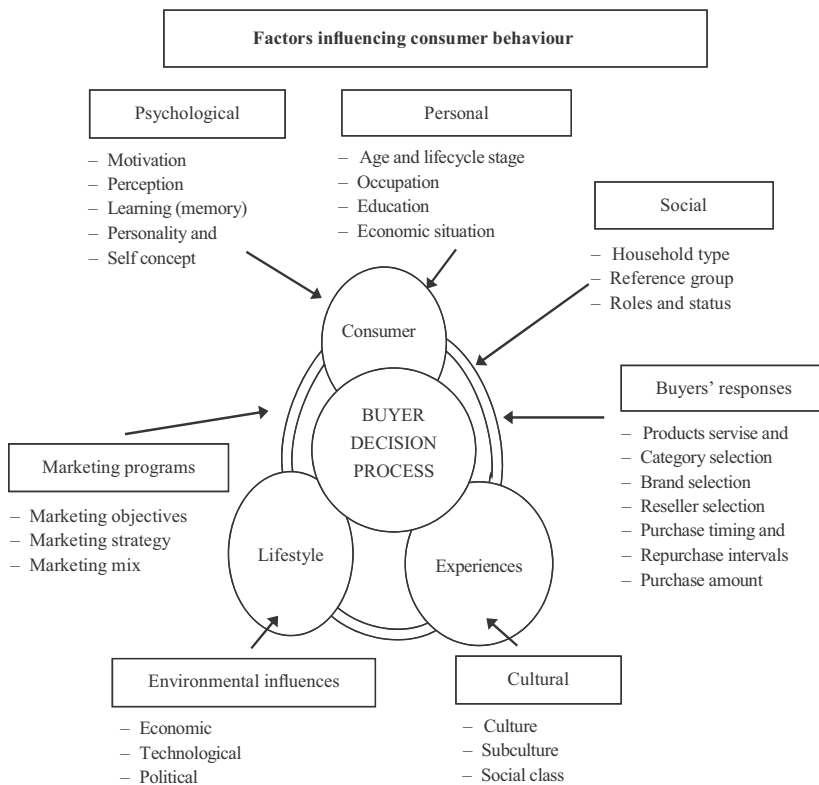 Factors influencing consumer behaviour
Psychological
– Motivation
– Perception
– Learning (memory)
– Personality and
– Self concept
Personal
– Age and lifecycle stage
– Occupation
– Education
– Economic situation
Social
– Household type
– Reference group
– Roles and status
Consumer
BUYER
DECISION
PROCESS
Lifestyle
Experiences
Buyers’ responses
– Products servise and
– Category selection
– Brand selection
– Reseller selection
– Purchase timing and
– Repurchase intervals
– Purchase amount
Marketing programs
– Marketing objectives
– Marketing strategy
– Marketing mix
Environmental influences
– Economic
– Technological
– Political
Cultural
– Culture
– Subculture
– Social class